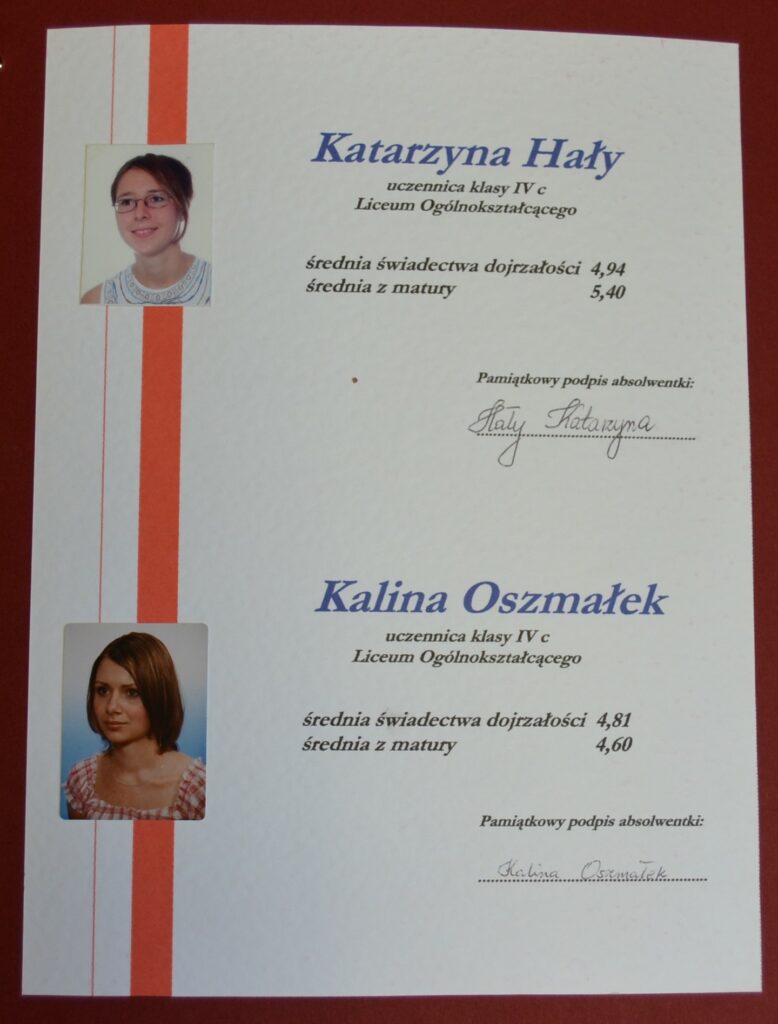 Katarzyna Hały
uczennica klasy IV c
Liceum Ogólnokształcącego
średnia świadectwa dojrzałości 4,94
średnia z matury 5,40
Pamiątkowy podpis absolwentki:
Hały Katarzyna
Kalina Oszmałek
uczennica klasy IV c
Liceum Ogólnokształcącego
średnia świadectwa dojrzałości 4,81
średnia z matury 4,60
Pamiątkowy podpis absolwentki:
Kalina Oszmałek